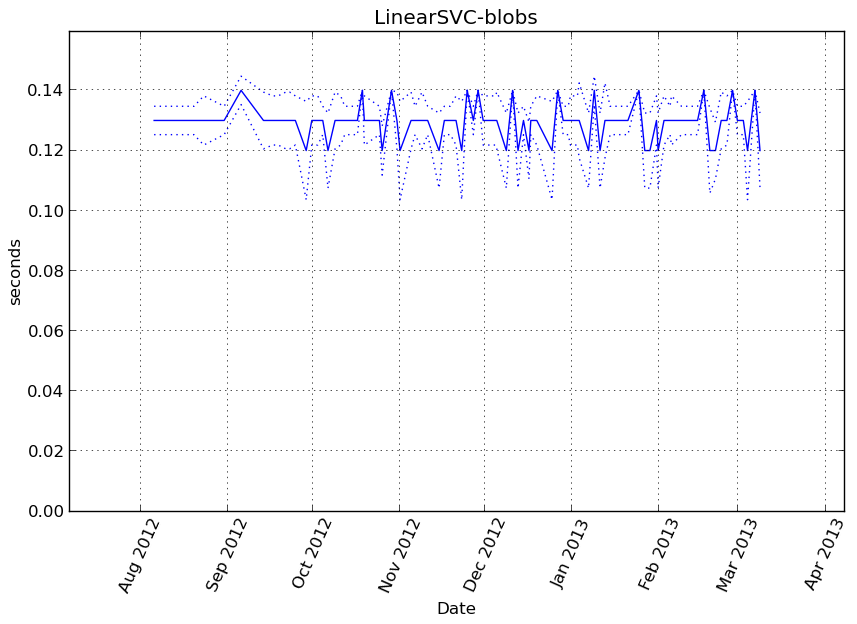 LinearSVC-blobs
seconds
0.14
0.12
0.10
0.08
0.06
0.04
0.02
0.00
Aug 2012
Sep 2012
Oct 2012
Nov 2012
Dec 2012
Jan 2013
Feb 2013
Mar 2013
Apr 2013
Date